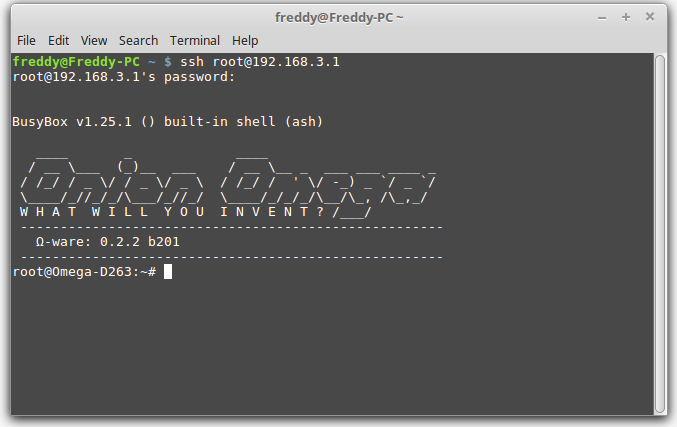 freddy@Freddy-PC ~
File Edit View Search Terminal Help
freddy@Freddy-PC ~ $ ssh root@192.168.3.1
root@192.168.3.1's password:
BusyBox v1.25.1 () built-in shell (ash)
Onion Omega
W H A T W I L L Y O U I N V E N T ?
-----------------------------------------------------
Ω-ware: 0.2.2 b201
-----------------------------------------------------
root@Omega-D263:~#